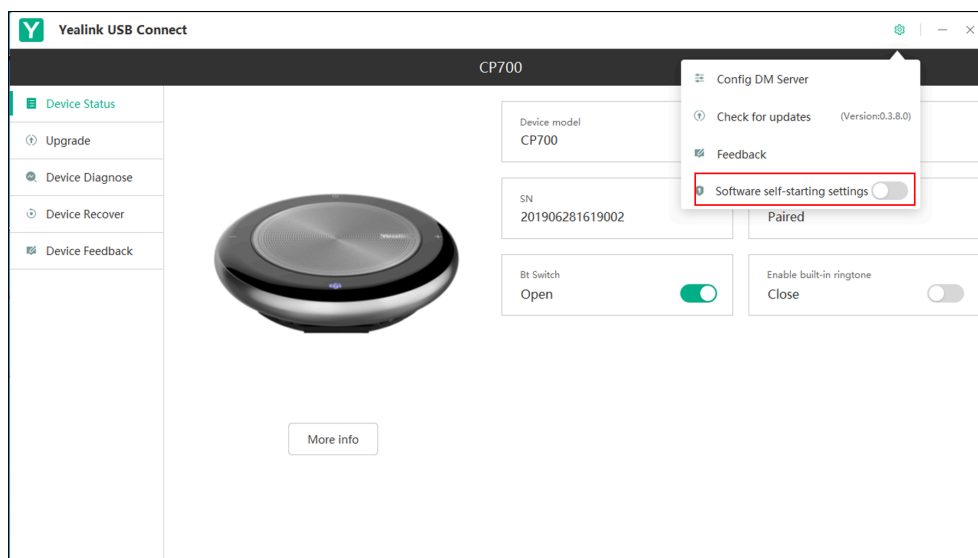 Yealink USB Connect
CP700
Device Status
Upgrade
Device Diagnose
Device Recover
Device Feedback
Config DM Server
Check for updates (Version:0.3.8.0)
Feedback
Software self-starting settings
Device model
CP700
SN
201906281619002
Paired
Bt Switch
Open
Enable built-in ringtone
Close
More info